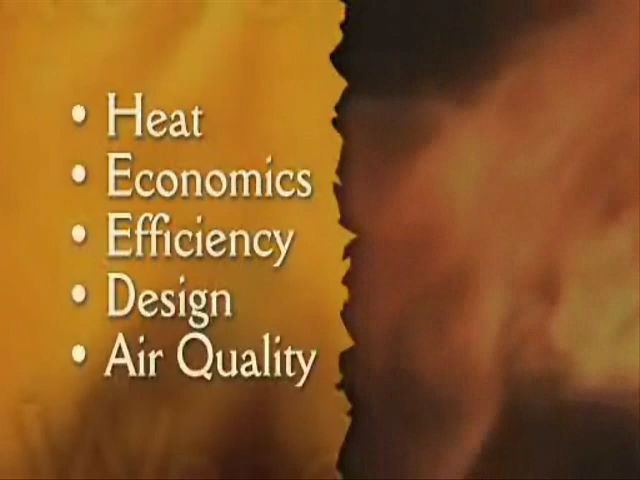 • Heat
• Economics
• Efficiency
• Design
• Air Quality